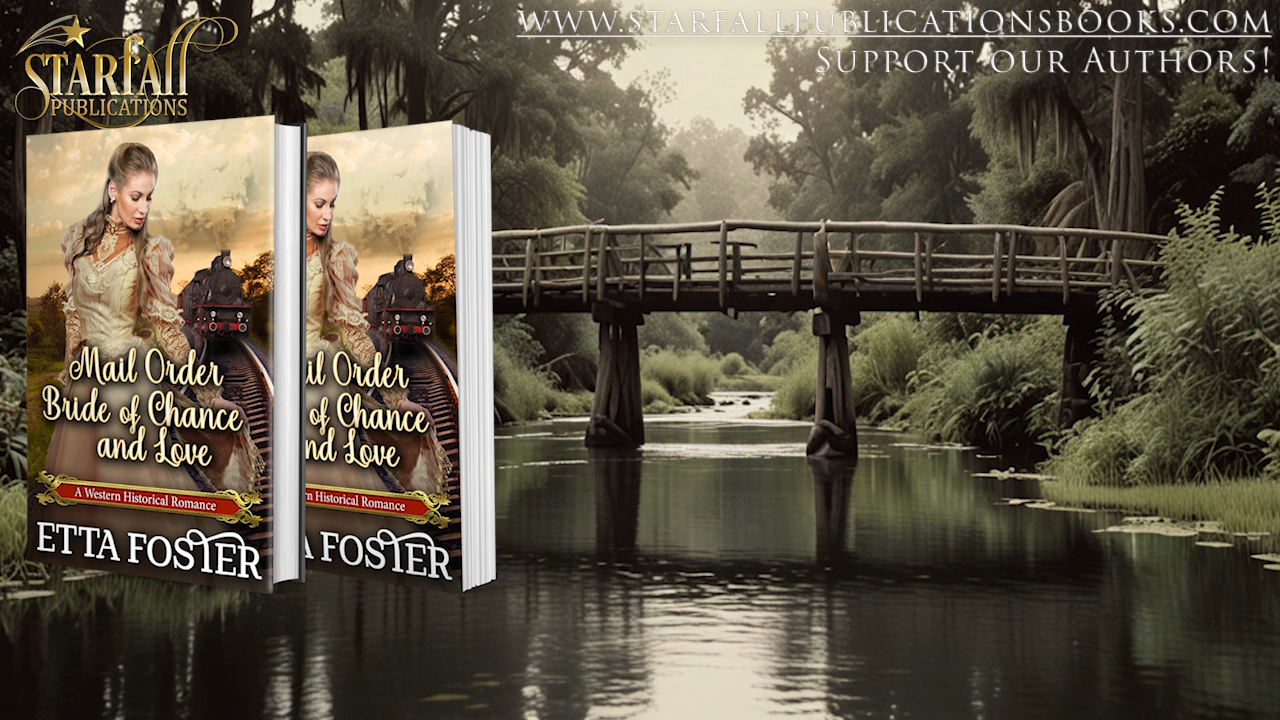 STARfall
PUBLICATIONS
www.starfallpublicationsbooks.com
Support our Authors!
Mail Order
Bride of Chance
and Love
A Western Historical Romance
ETTA FOSTER
il Order
of Chance
nd Love
rn Historical Romance
A FOSTER